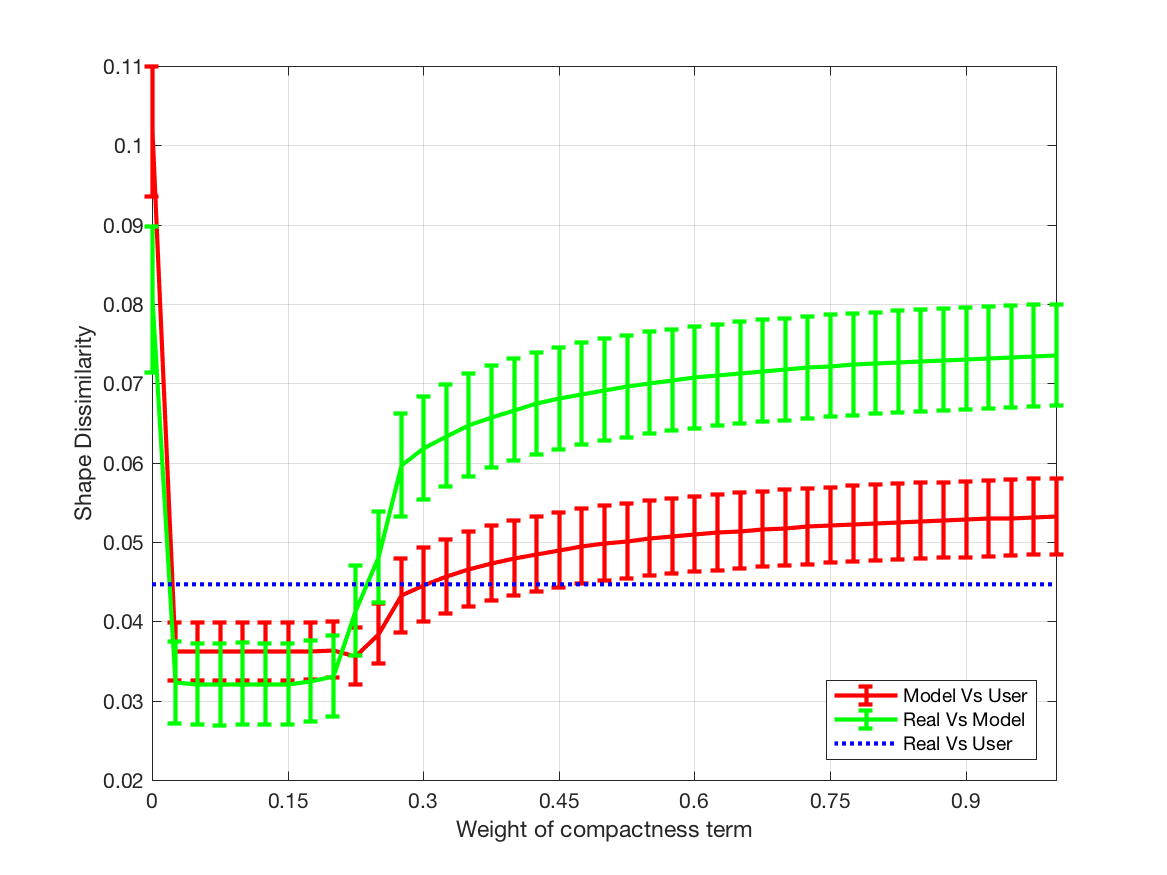 0.11
0.1
0.09
0.08
0.07
0.06
0.05
0.04
0.03
0.02
Shape Dissimilarity
0 0.15 0.3 0.45 0.6 0.75 0.9
Weight of compactness term
Model Vs User
Real Vs Model
Real Vs User